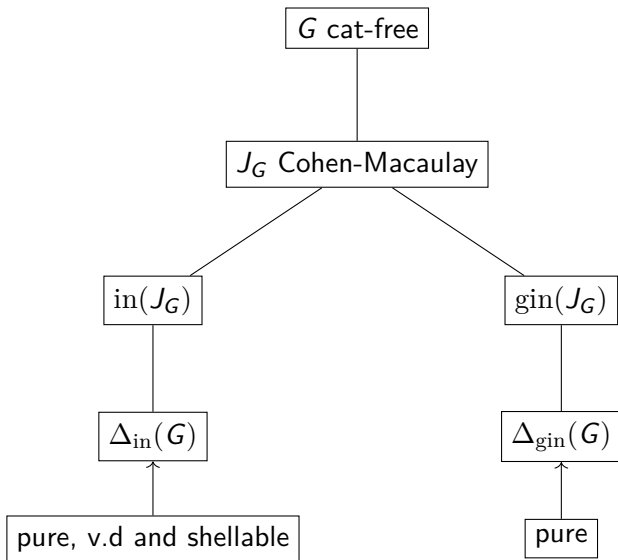 G cat-free
J_G Cohen-Macaulay
in(J_G)
gin(J_G)
Δ_in(G)
Δ_gin(G)
pure, v.d and shellable
pure